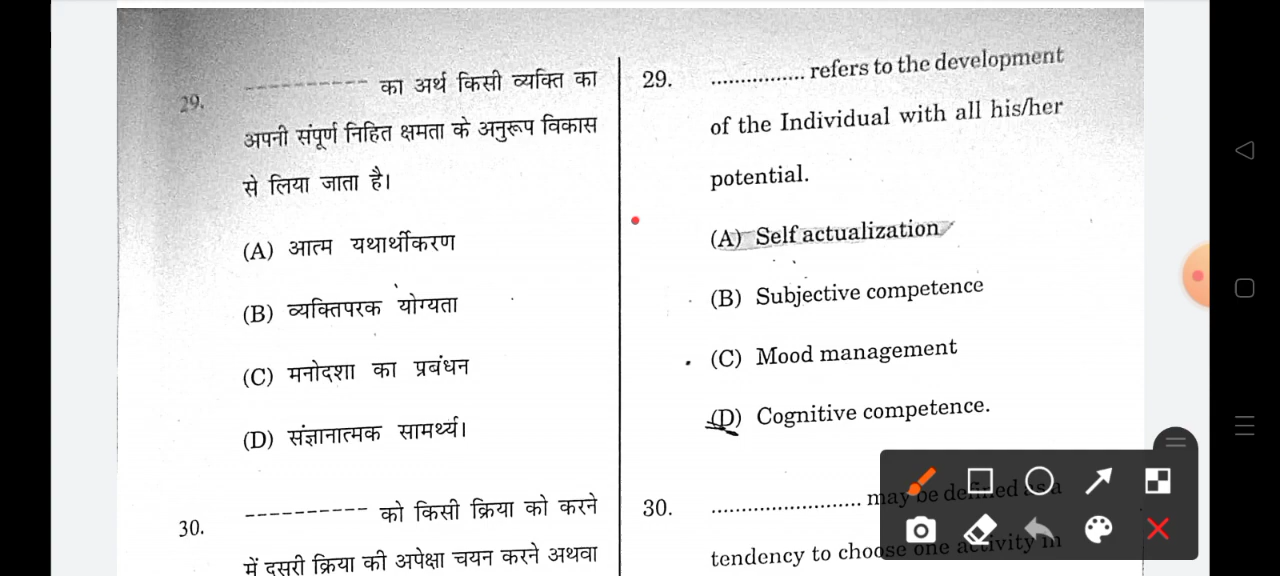 29.
---------- का अर्थ किसी व्यक्ति का
अपनी संपूर्ण निहित क्षमता के अनुरूप विकास
से लिया जाता है।
(A) आत्म यथार्थीकरण
(B) व्यक्तिपरक योग्यता
(C) मनोदशा का प्रबंधन
(D) संज्ञानात्मक सामर्थ्य।
30.
---------- को किसी क्रिया को करने
में दूसरी क्रिया की अपेक्षा चयन करने अथवा
29.
................ refers to the development
of the Individual with all his/her
potential.
(A) Self actualization
(B) Subjective competence
(C) Mood management
(D) Cognitive competence.
30.
......................... may be defined as a
tendency to choose one activity in